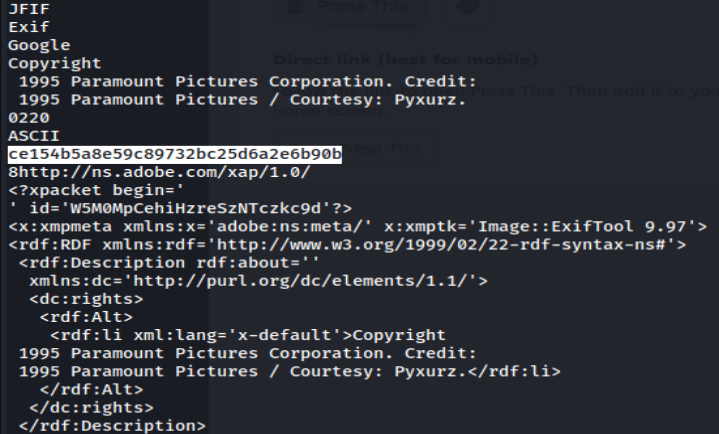 JFIF
Exif
Google
Copyright
1995 Paramount Pictures Corporation. Credit:
1995 Paramount Pictures / Courtesy: Pyxurz.
0220
ASCII
ce154b5a8e59c89732bc25d6a2e6b90b
8http://ns.adobe.com/xap/1.0/
<?xpacket begin='
' id='W5M0MpCehiHzreSzNTczkc9d'?>
<x:xmpmeta xmlns:x='adobe:ns:meta/' x:xmptk='Image::ExifTool 9.97'>
<rdf:RDF xmlns:rdf='http://www.w3.org/1999/02/22-rdf-syntax-ns#'>
<rdf:Description rdf:about=''
xmlns:dc='http://purl.org/dc/elements/1.1/'>
<dc:rights>
<rdf:Alt>
<rdf:li xml:lang='x-default'>Copyright
1995 Paramount Pictures Corporation. Credit:
1995 Paramount Pictures / Courtesy: Pyxurz.</rdf:li>
</rdf:Alt>
</dc:rights>
</rdf:Description>
Press This
Direct link (best for mobile)
Press This. Then add it to you
home screen.
Press This